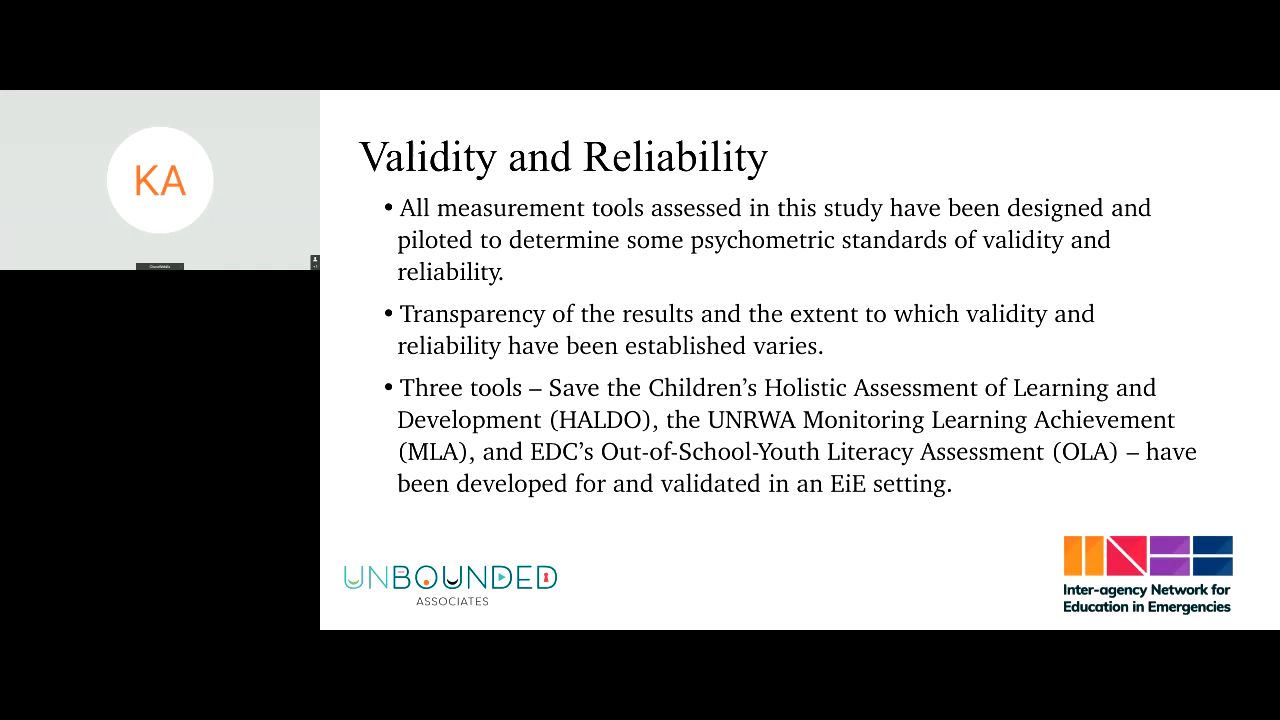 KA
Validity and Reliability
• All measurement tools assessed in this study have been designed and
piloted to determine some psychometric standards of validity and
reliability.
• Transparency of the results and the extent to which validity and
reliability have been established varies.
• Three tools – Save the Children’s Holistic Assessment of Learning and
Development (HALDO), the UNRWA Monitoring Learning Achievement
(MLA), and EDC’s Out-of-School-Youth Literacy Assessment (OLA) – have
been developed for and validated in an EiE setting.
UNBOUNDED
ASSOCIATES
INEE
Inter-agency Network for
Education in Emergencies